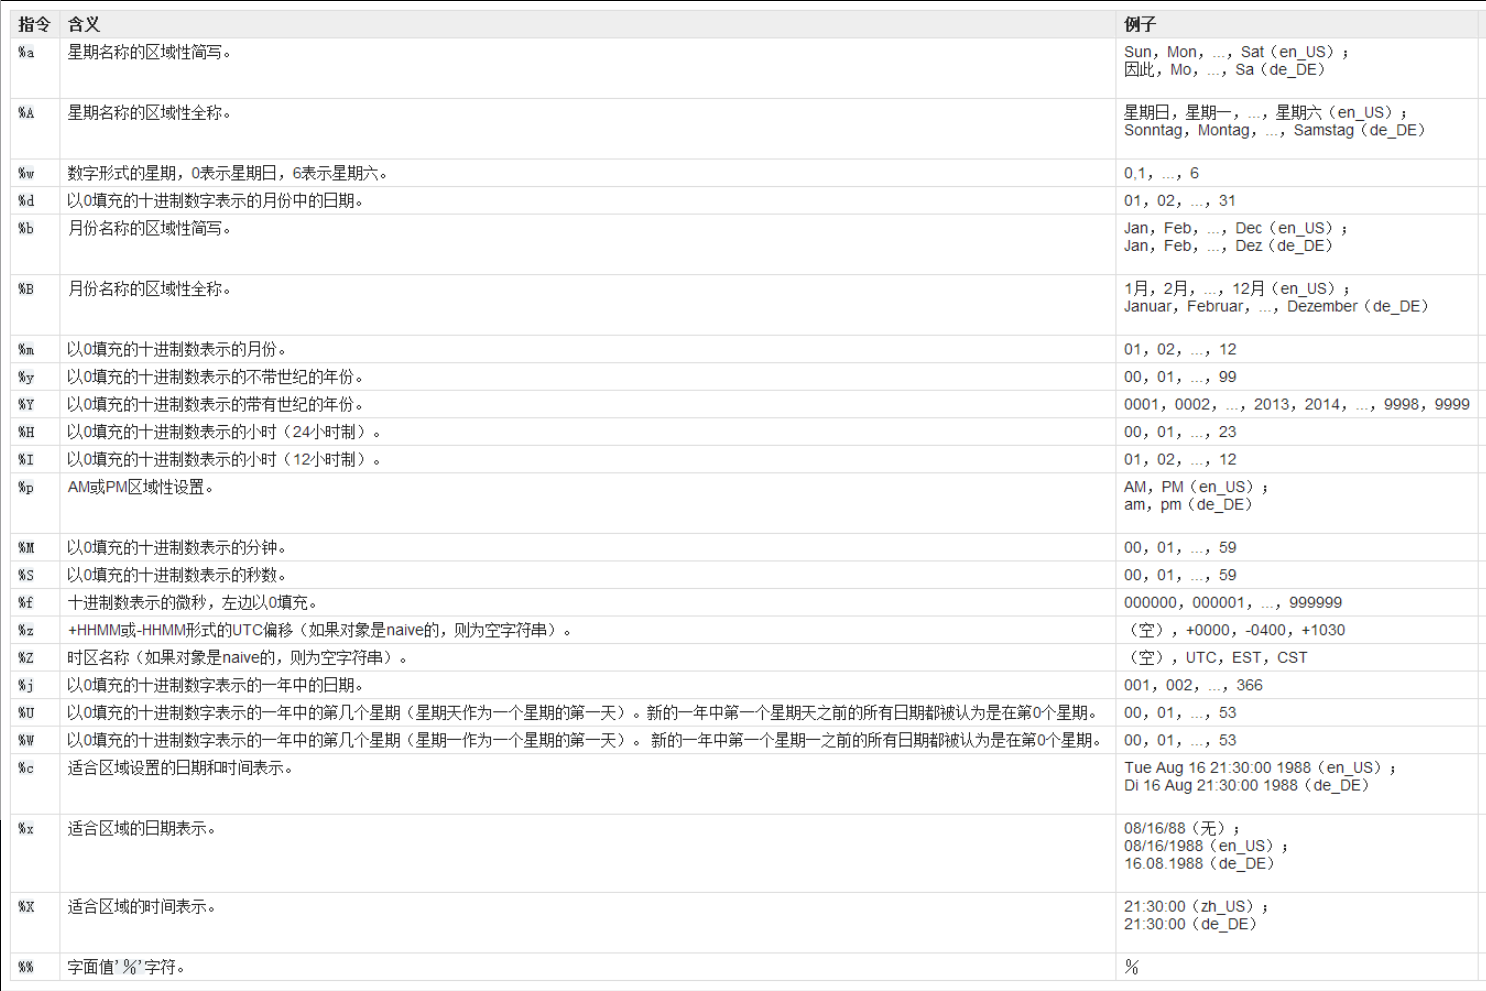 指令 含义 例子
%a 星期名称的区域性简写。 Sun，Mon，...，Sat（en_US）；
因此，Mo，...，Sa（de_DE）
%A 星期名称的区域性全称。 星期日，星期一，...，星期六（en_US）；
Sonntag，Montag，...，Samstag（de_DE）
%w 数字形式的星期，0表示星期日，6表示星期六。 0,1，...，6
%d 以0填充的十进制数字表示的月份中的日期。 01，02，...，31
%b 月份名称的区域性简写。 Jan，Feb，...，Dec（en_US）；
Jan，Feb，...，Dez（de_DE）
%B 月份名称的区域性全称。 1月，2月，...，12月（en_US）；
Januar，Februar，...，Dezember（de_DE）
%m 以0填充的十进制数表示的月份。 01，02，...，12
%y 以0填充的十进制数表示的不带世纪的年份。 00，01，...，99
%Y 以0填充的十进制数表示的带有世纪的年份。 0001，0002，...，2013，2014，...，9998，9999
%H 以0填充的十进制数表示的小时（24小时制）。 00，01，...，23
%I 以0填充的十进制数表示的小时（12小时制）。 01，02，...，12
%p AM或PM区域性设置。 AM，PM（en_US）；
am，pm（de_DE）
%M 以0填充的十进制数表示的分钟。 00，01，...，59
%S 以0填充的十进制数表示的秒数。 00，01，...，59
%f 十进制数表示的微秒，左边以0填充。 000000，000001，...，999999
%z +HHMM或-HHMM形式的UTC偏移（如果对象是naive的，则为空字符串）。 （空），+0000，-0400，+1030
%Z 时区名称（如果对象是naive的，则为空字符串）。 （空），UTC，EST，CST
%j 以0填充的十进制数字表示的一年中的日期。 001，002，...，366
%U 以0填充的十进制数字表示的一年中的第几个星期（星期天作为一个星期的第一天）。新的一年中第一个星期天之前的所有日期都被认为是在第0个星期。 00，01，...，53
%W 以0填充的十进制数字表示的一年中的第几个星期（星期一作为一个星期的第一天）。 新的一年中第一个星期一之前的所有日期都被认为是在第0个星期。 00，01，...，53
%c 适合区域设置的日期和时间表示。 Tue Aug 16 21:30:00 1988（en_US）；
Di 16 Aug 21:30:00 1988（de_DE）
%x 适合区域的日期表示。 08/16/88（无）；
08/16/1988（en_US）；
16.08.1988（de_DE）
%X 适合区域的时间表示。 21:30:00（zh_US）；
21:30:00（de_DE）
%% 字面值'%'字符。 %